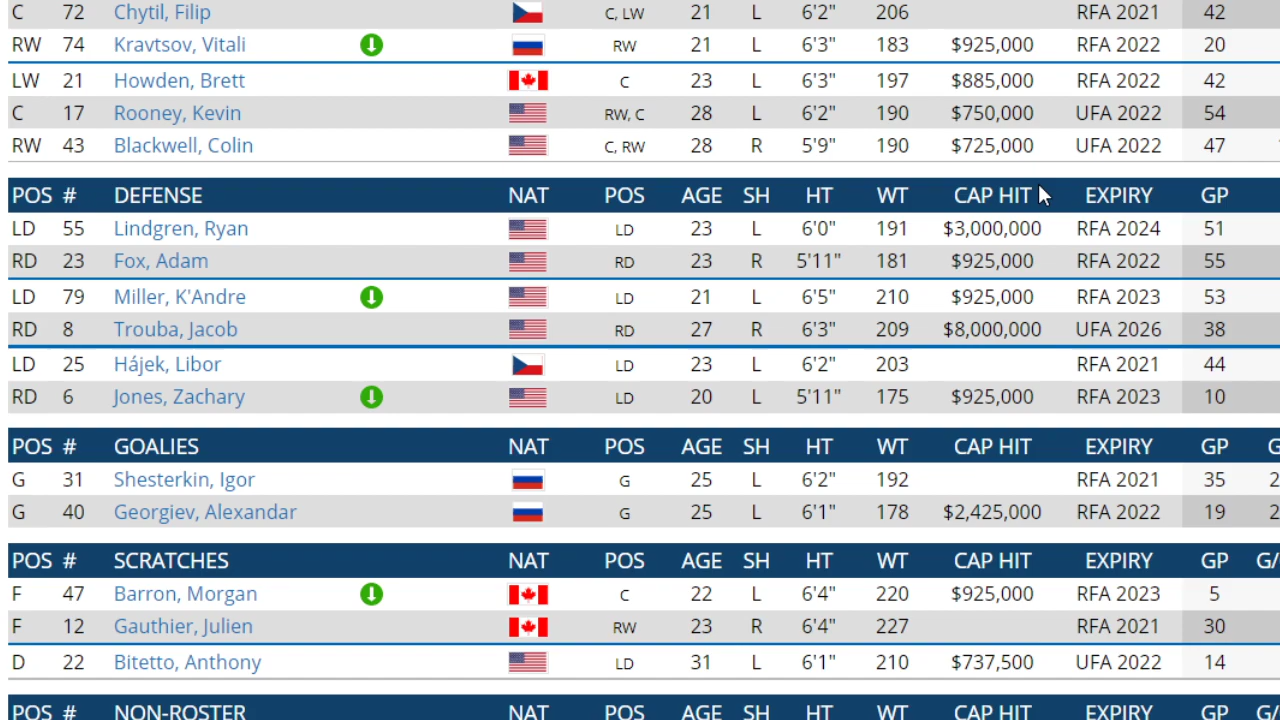 C 72 Chytil, Filip C, LW 21 L 6'2" 206 RFA 2021 42
RW 74 Kravtsov, Vitali RW 21 L 6'3" 183 $925,000 RFA 2022 20
LW 21 Howden, Brett C 23 L 6'3" 197 $885,000 RFA 2021 42
C 17 Rooney, Kevin RW, C 28 L 6'2" 190 $750,000 UFA 2022 54
RW 43 Blackwell, Colin C, RW 28 R 5'9" 190 $725,000 UFA 2022 47
POS # DEFENSE NAT POS AGE SH HT WT CAP HIT EXPIRY GP
LD 55 Lindgren, Ryan LD 23 L 6'0" 191 $3,000,000 RFA 2024 51
RD 23 Fox, Adam RD 23 R 5'11" 181 $925,000 RFA 2022 55
LD 79 Miller, K'Andre LD 21 L 6'5" 210 $925,000 RFA 2023 53
RD 8 Trouba, Jacob RD 27 R 6'3" 209 $8,000,000 UFA 2026 38
LD 25 Hájek, Libor LD 23 L 6'2" 203 RFA 2021 44
RD 6 Jones, Zachary LD 20 L 5'11" 175 $925,000 RFA 2023 10
POS # GOALIES NAT POS AGE SH HT WT CAP HIT EXPIRY GP G
G 31 Shesterkin, Igor G 25 L 6'2" 192 RFA 2021 35 2
G 40 Georgiev, Alexandar G 25 L 6'1" 178 $2,425,000 RFA 2022 19 2
POS # SCRATCHES NAT POS AGE SH HT WT CAP HIT EXPIRY GP G/
F 47 Barron, Morgan C 22 L 6'4" 220 $925,000 RFA 2023 5
F 12 Gauthier, Julien RW 23 R 6'4" 227 RFA 2021 30
D 22 Bitetto, Anthony LD 31 L 6'1" 210 $737,500 UFA 2022 14
POS # NON-ROSTER NAT POS AGE SH HT WT CAP HIT EXPIRY GP G/